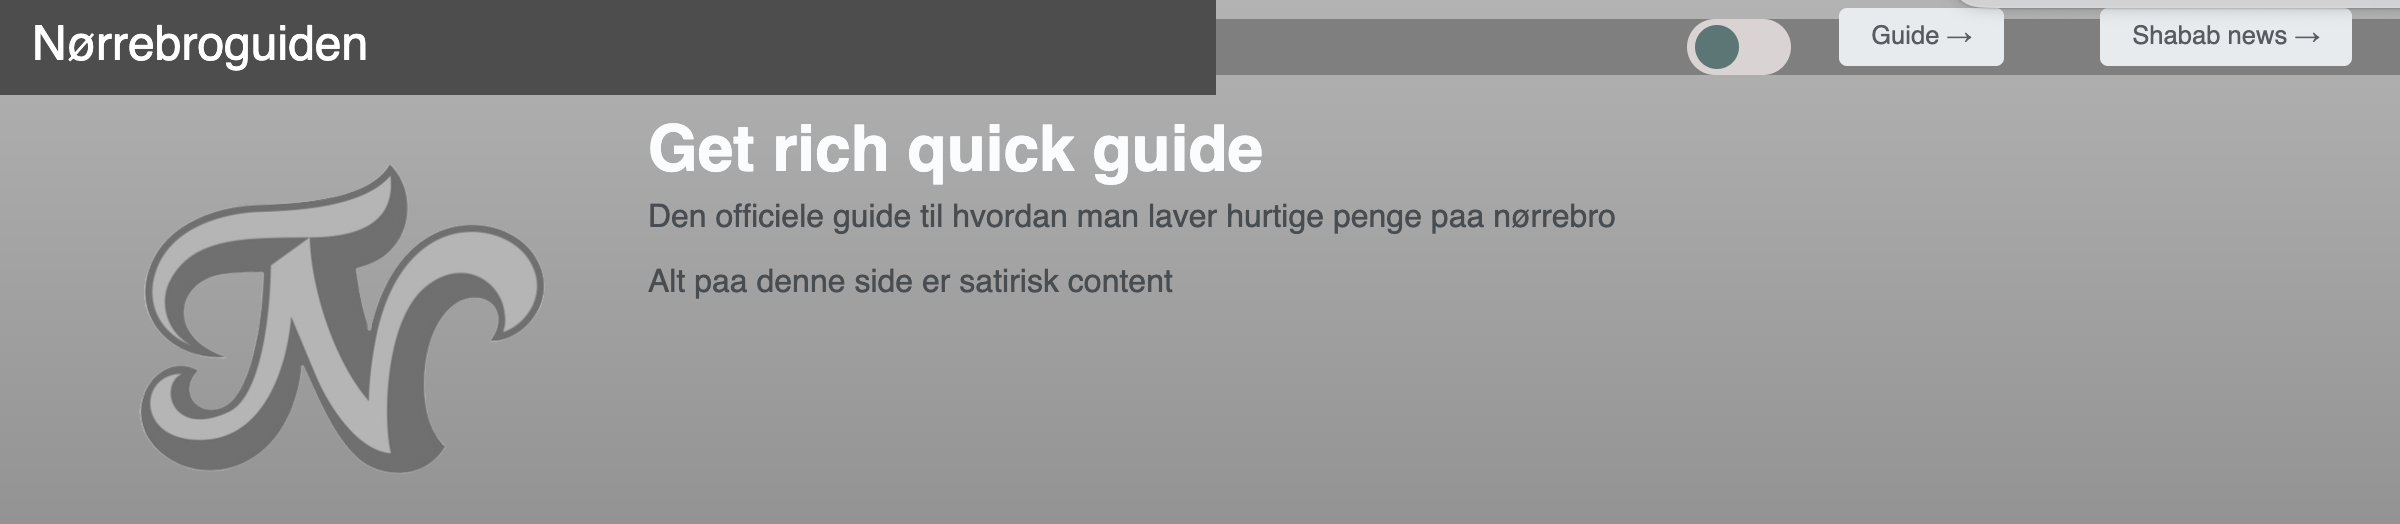 Nørrebroguiden
Guide →
Shabab news →
Get rich quick guide
Den officiele guide til hvordan man laver hurtige penge paa nørrebro
Alt paa denne side er satirisk content
N